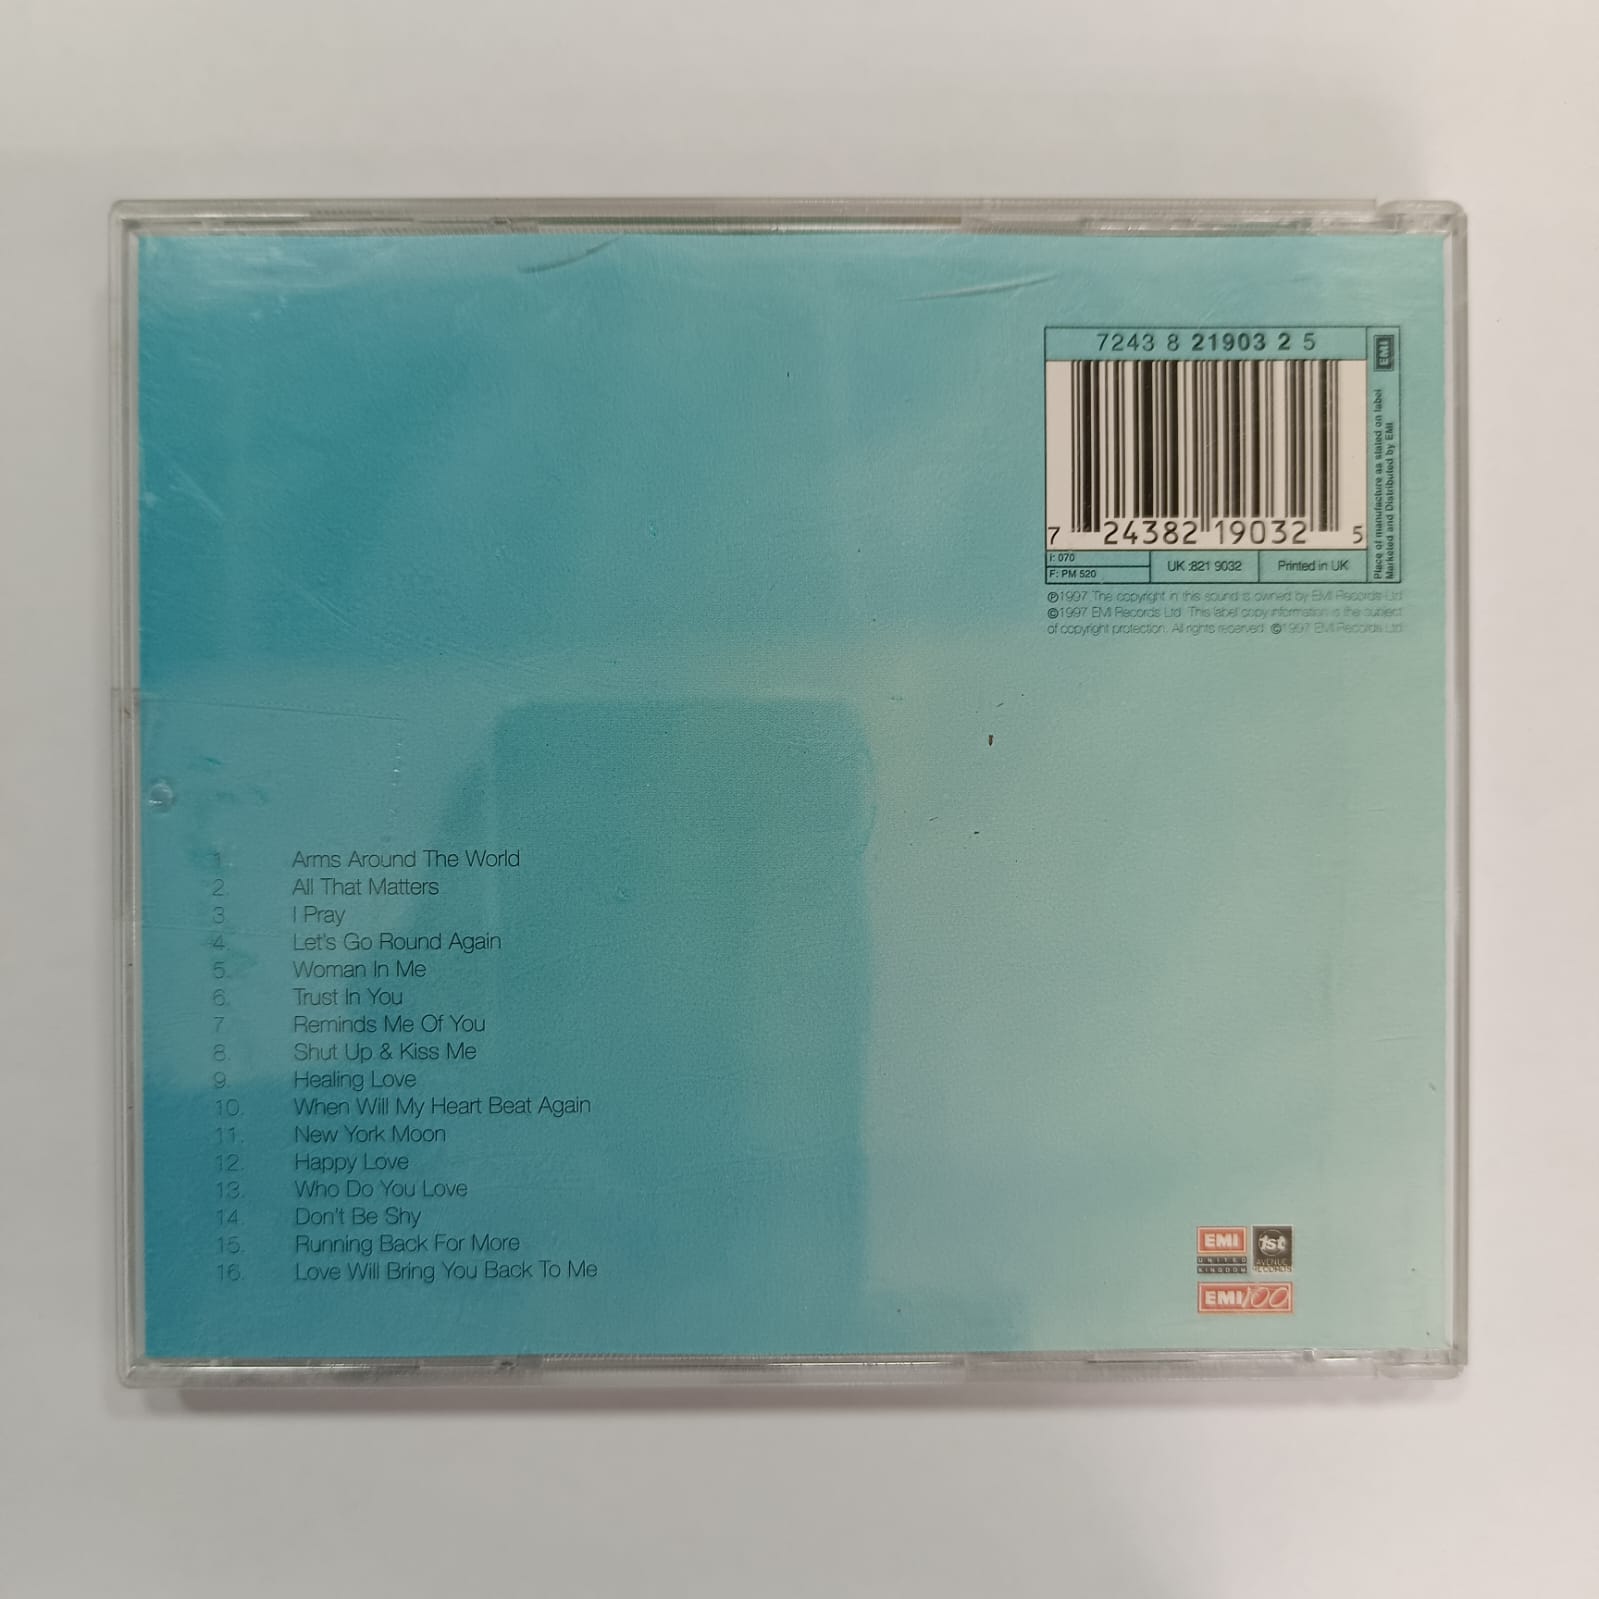 7243 8 21903 2 5
EMI
Place of manufacture as stated on label
Marketed and Distributed by EMI
7 24382 19032 5
I: 070
F: PM 520
UK :821 9032
Printed in UK
℗1997 The copyright in this sound is owned by EMI Records Ltd
©1997 EMI Records Ltd. This label copy information is the subject
of copyright protection. All rights reserved. ©1997 EMI Records Ltd
1. Arms Around The World
2. All That Matters
3. I Pray
4. Let's Go Round Again
5. Woman In Me
6. Trust In You
7. Reminds Me Of You
8. Shut Up & Kiss Me
9. Healing Love
10. When Will My Heart Beat Again
11. New York Moon
12. Happy Love
13. Who Do You Love
14. Don't Be Shy
15. Running Back For More
16. Love Will Bring You Back To Me
EMI
UNITED
KINGDOM
1st
AVENUE
RECORDS
EMI100